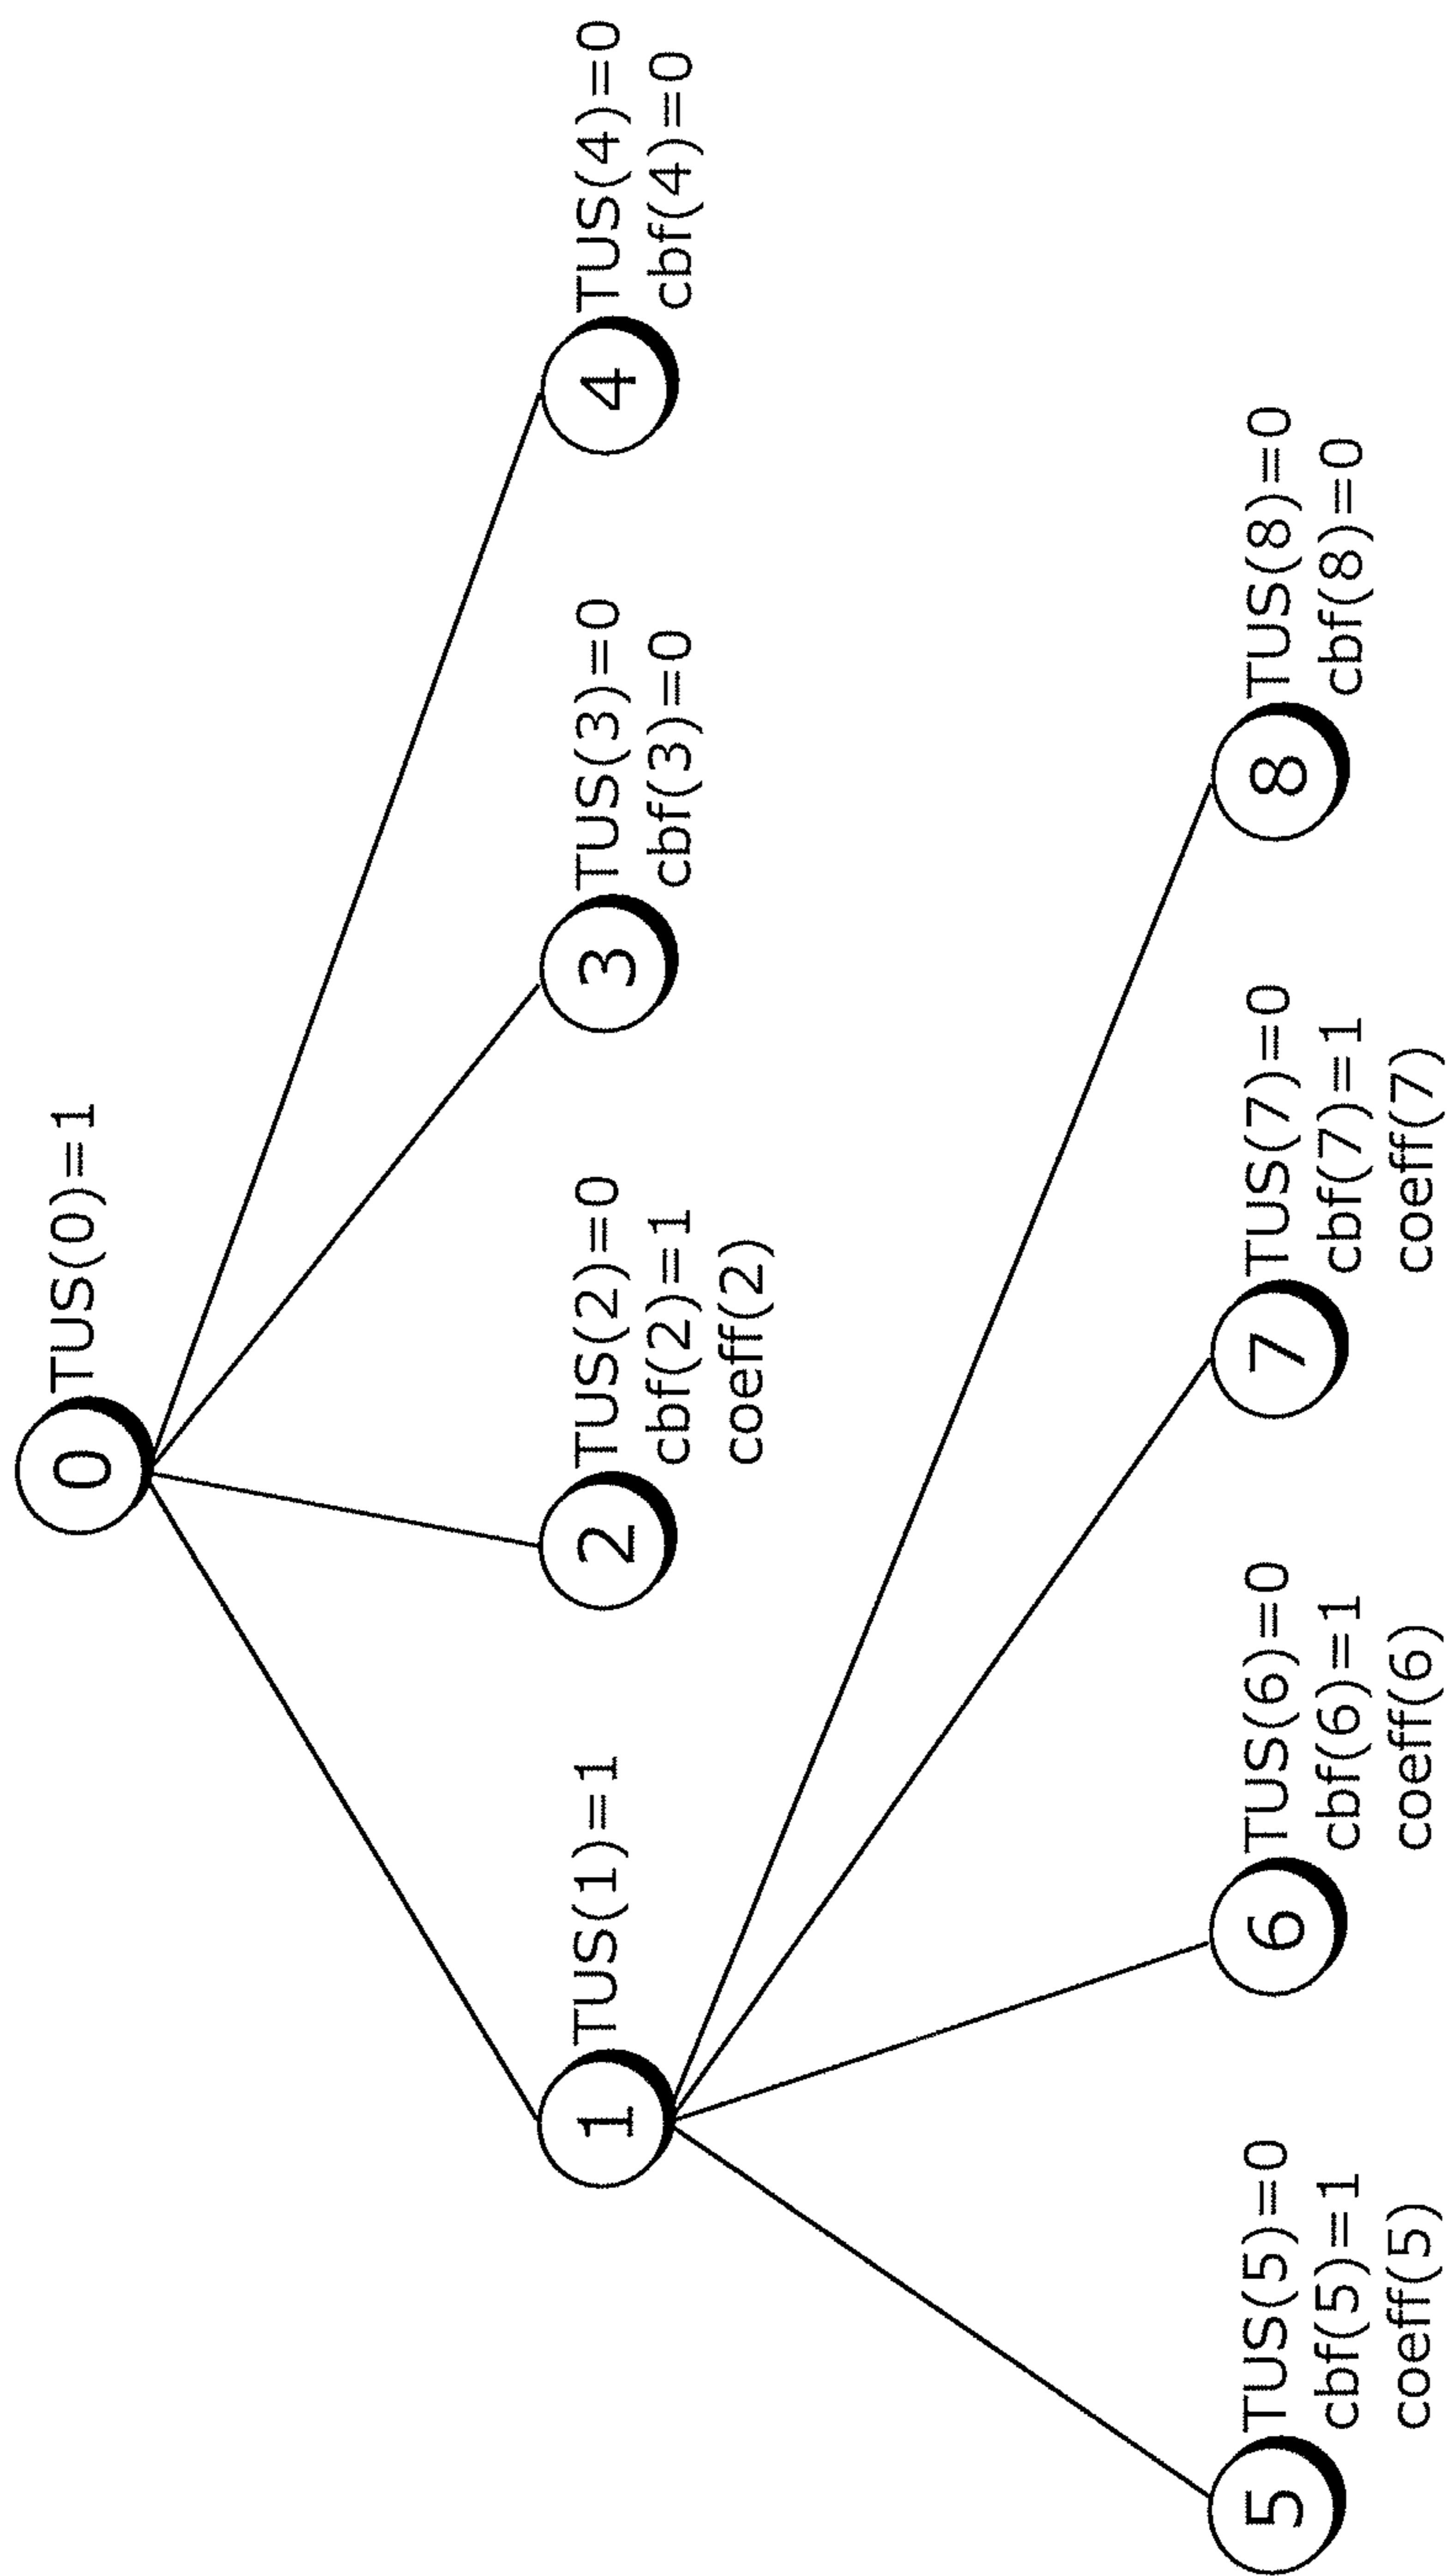 0 TUS(0)=1
1 TUS(1)=1
2 TUS(2)=0
cbf(2)=1
coeff(2)
3 TUS(3)=0
cbf(3)=0
4 TUS(4)=0
cbf(4)=0
5 TUS(5)=0
cbf(5)=1
coeff(5)
6 TUS(6)=0
cbf(6)=1
coeff(6)
7 TUS(7)=0
cbf(7)=1
coeff(7)
8 TUS(8)=0
cbf(8)=0